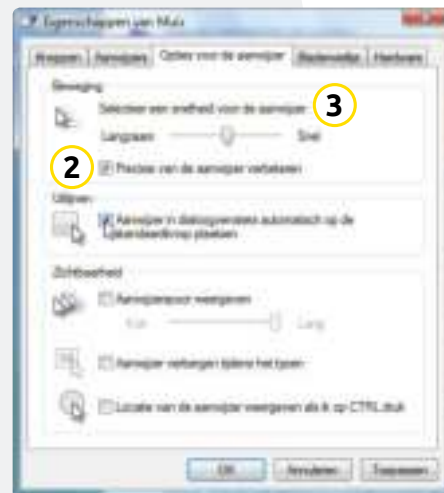 Eigenschappen van Muis
Knoppen Aanwijzers Opties voor de aanwijzer Hardware
Beweging
Selecteer een snelheid voor de aanwijzer: 3
Langzaam Snel
2 Precisie van de aanwijzer verbeteren
Uitlijnen
Aanwijzer in dialoogvensters automatisch op de
standaardknop plaatsen
Zichtbaarheid
Aanwijzerspoor weergeven
Kort Lang
Aanwijzer verbergen tijdens het typen
Locatie van de aanwijzer weergeven als ik op CTRL druk
OK Annuleren Toepassen